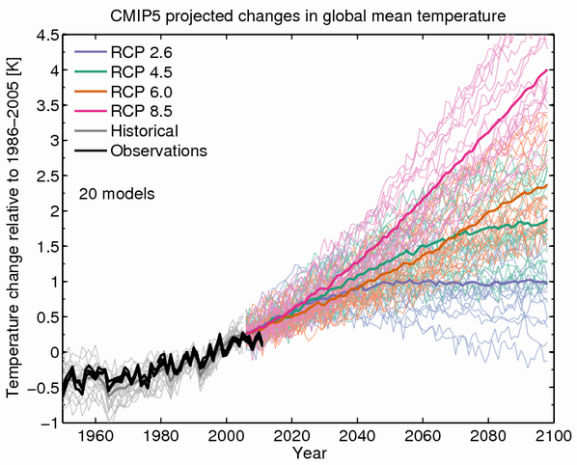 CMIP5 projected changes in global mean temperature
Temperature change relative to 1986–2005 [K]
4.5
4
3.5
3
2.5
2
1.5
1
0.5
0
−0.5
−1
RCP 2.6
RCP 4.5
RCP 6.0
RCP 8.5
Historical
Observations
20 models
1960 1980 2000 2020 2040 2060 2080 2100
Year